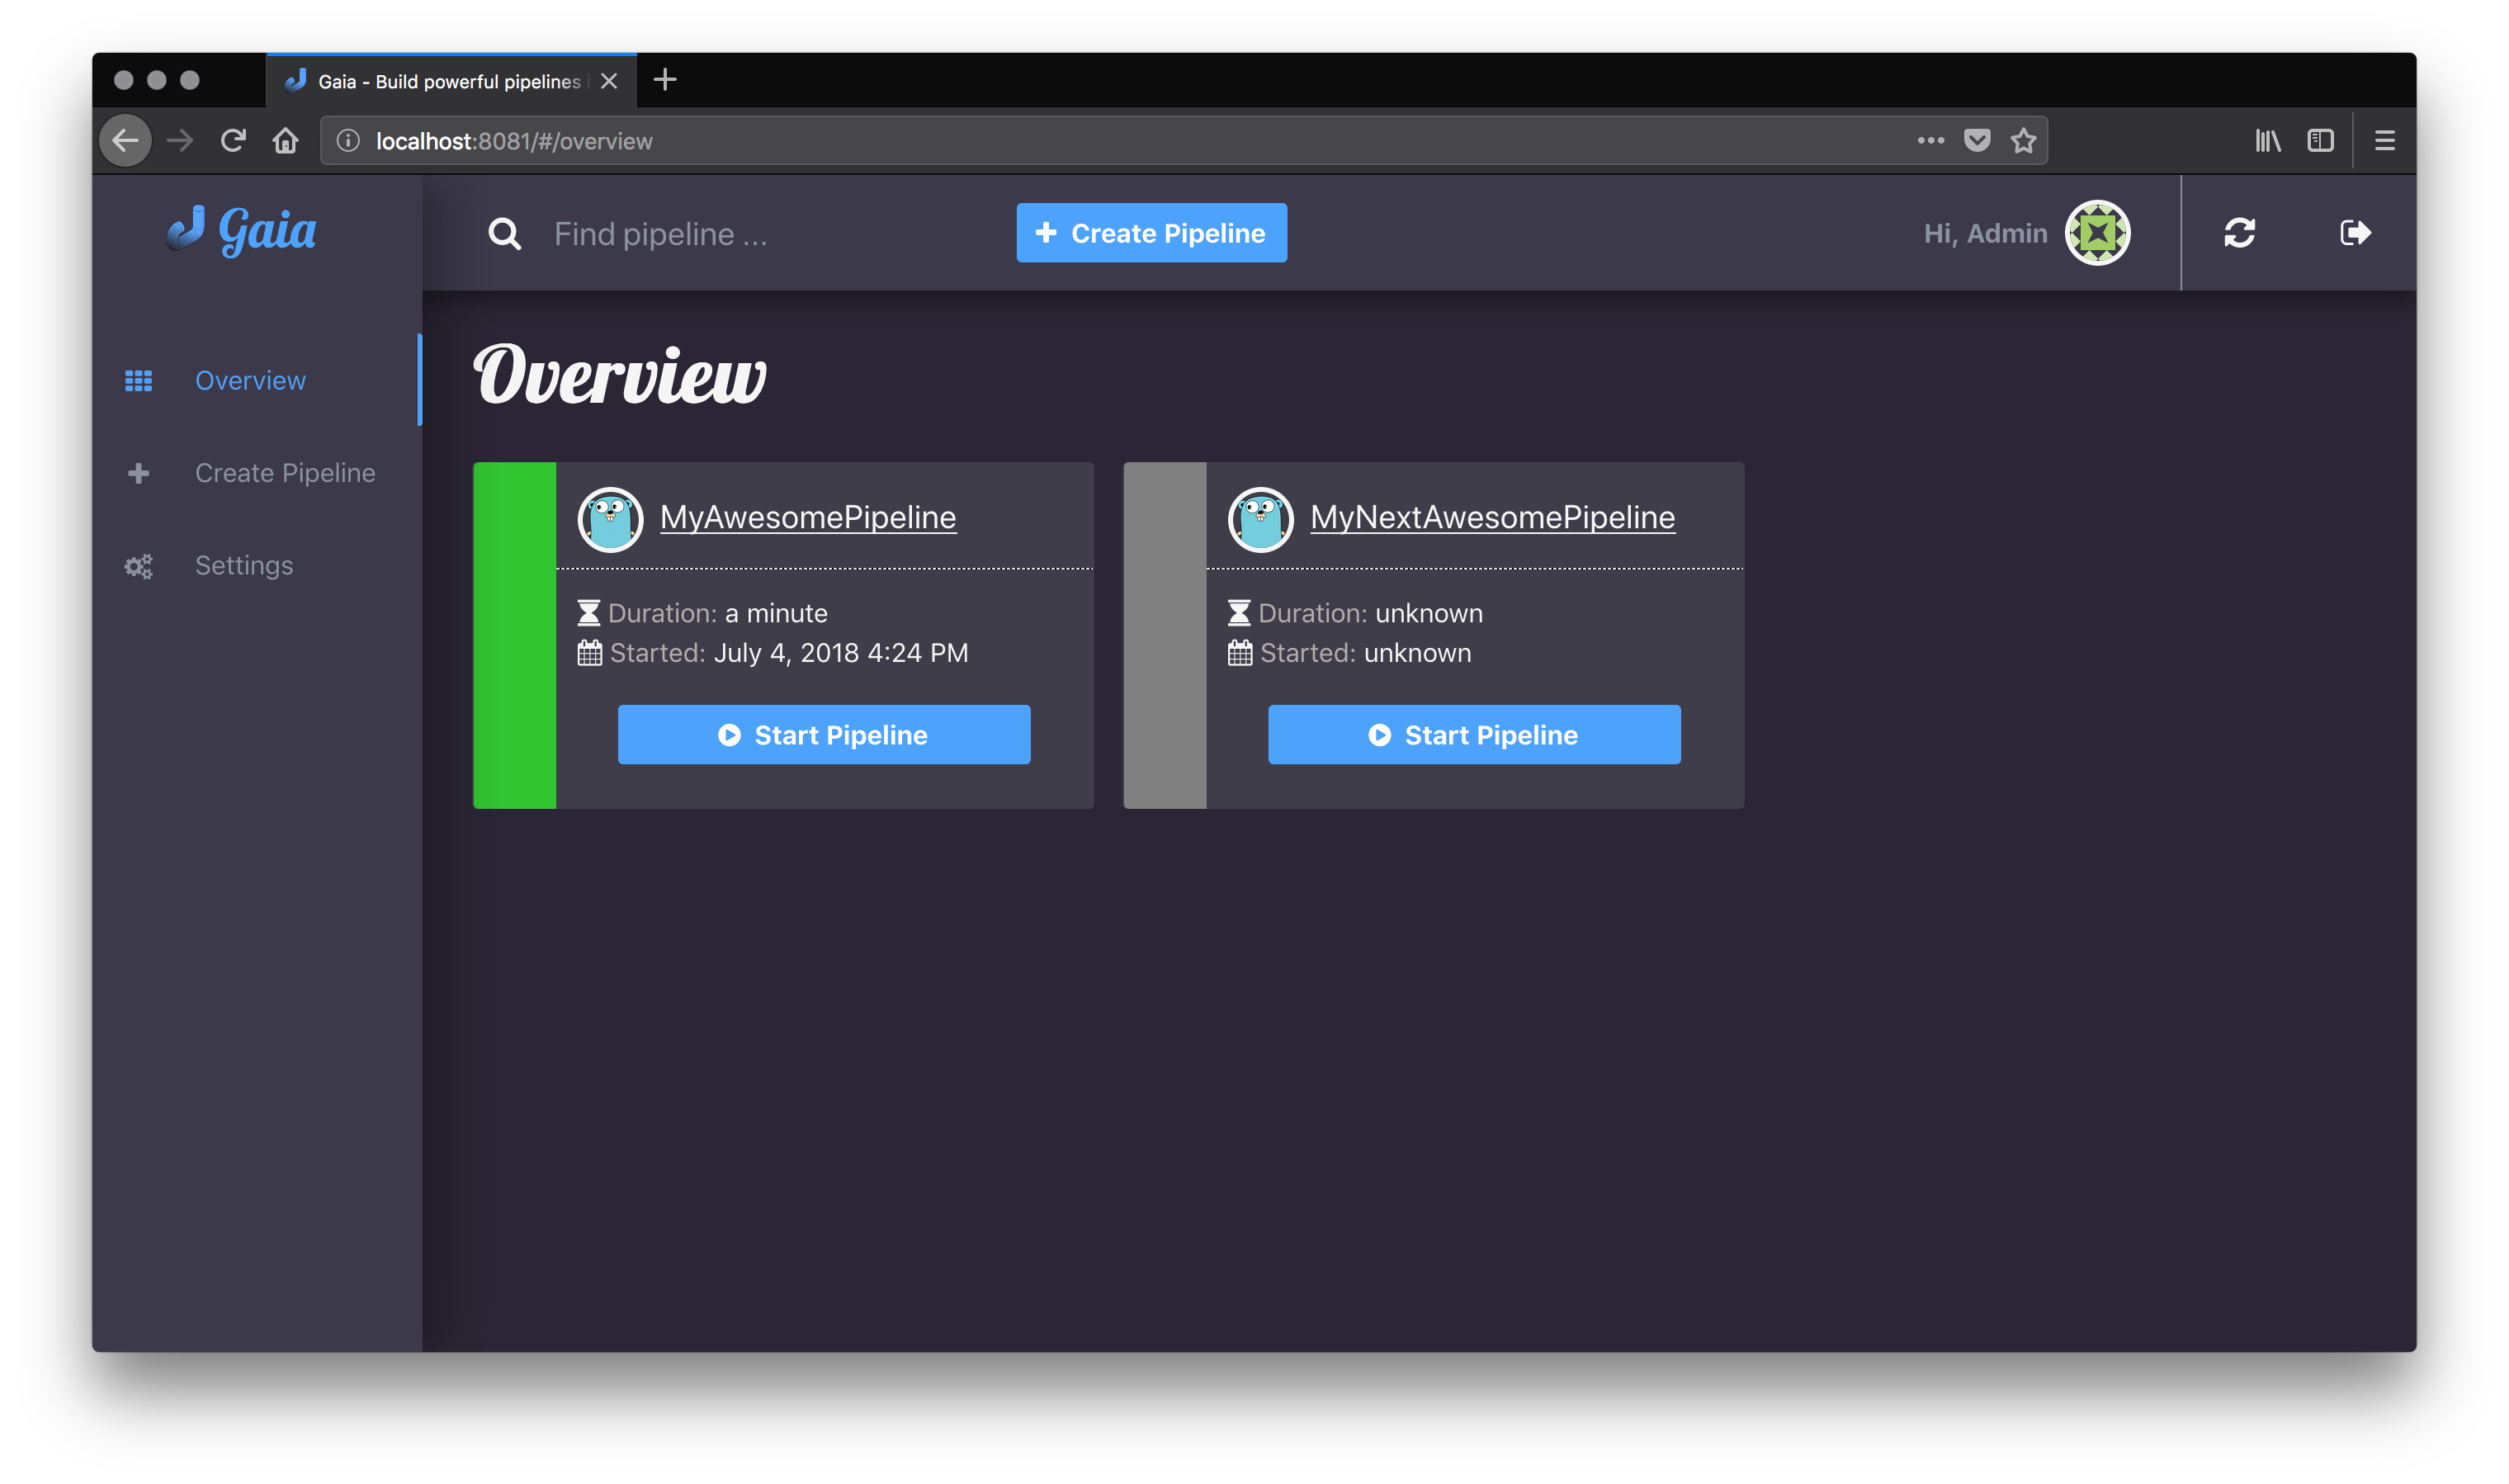 Gaia - Build powerful pipelines i
localhost:8081/#/overview
Gaia
Find pipeline ...
Create Pipeline
Hi, Admin
Overview
Create Pipeline
Settings
Overview
MyAwesomePipeline
Duration: a minute
Started: July 4, 2018 4:24 PM
Start Pipeline
MyNextAwesomePipeline
Duration: unknown
Started: unknown
Start Pipeline